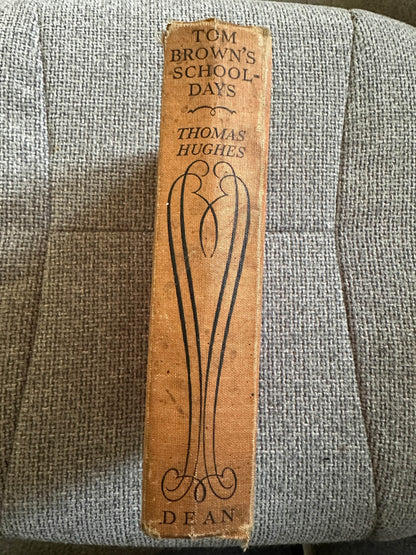 TOM
BROWN'S
SCHOOL-
DAYS
THOMAS
HUGHES
DEAN